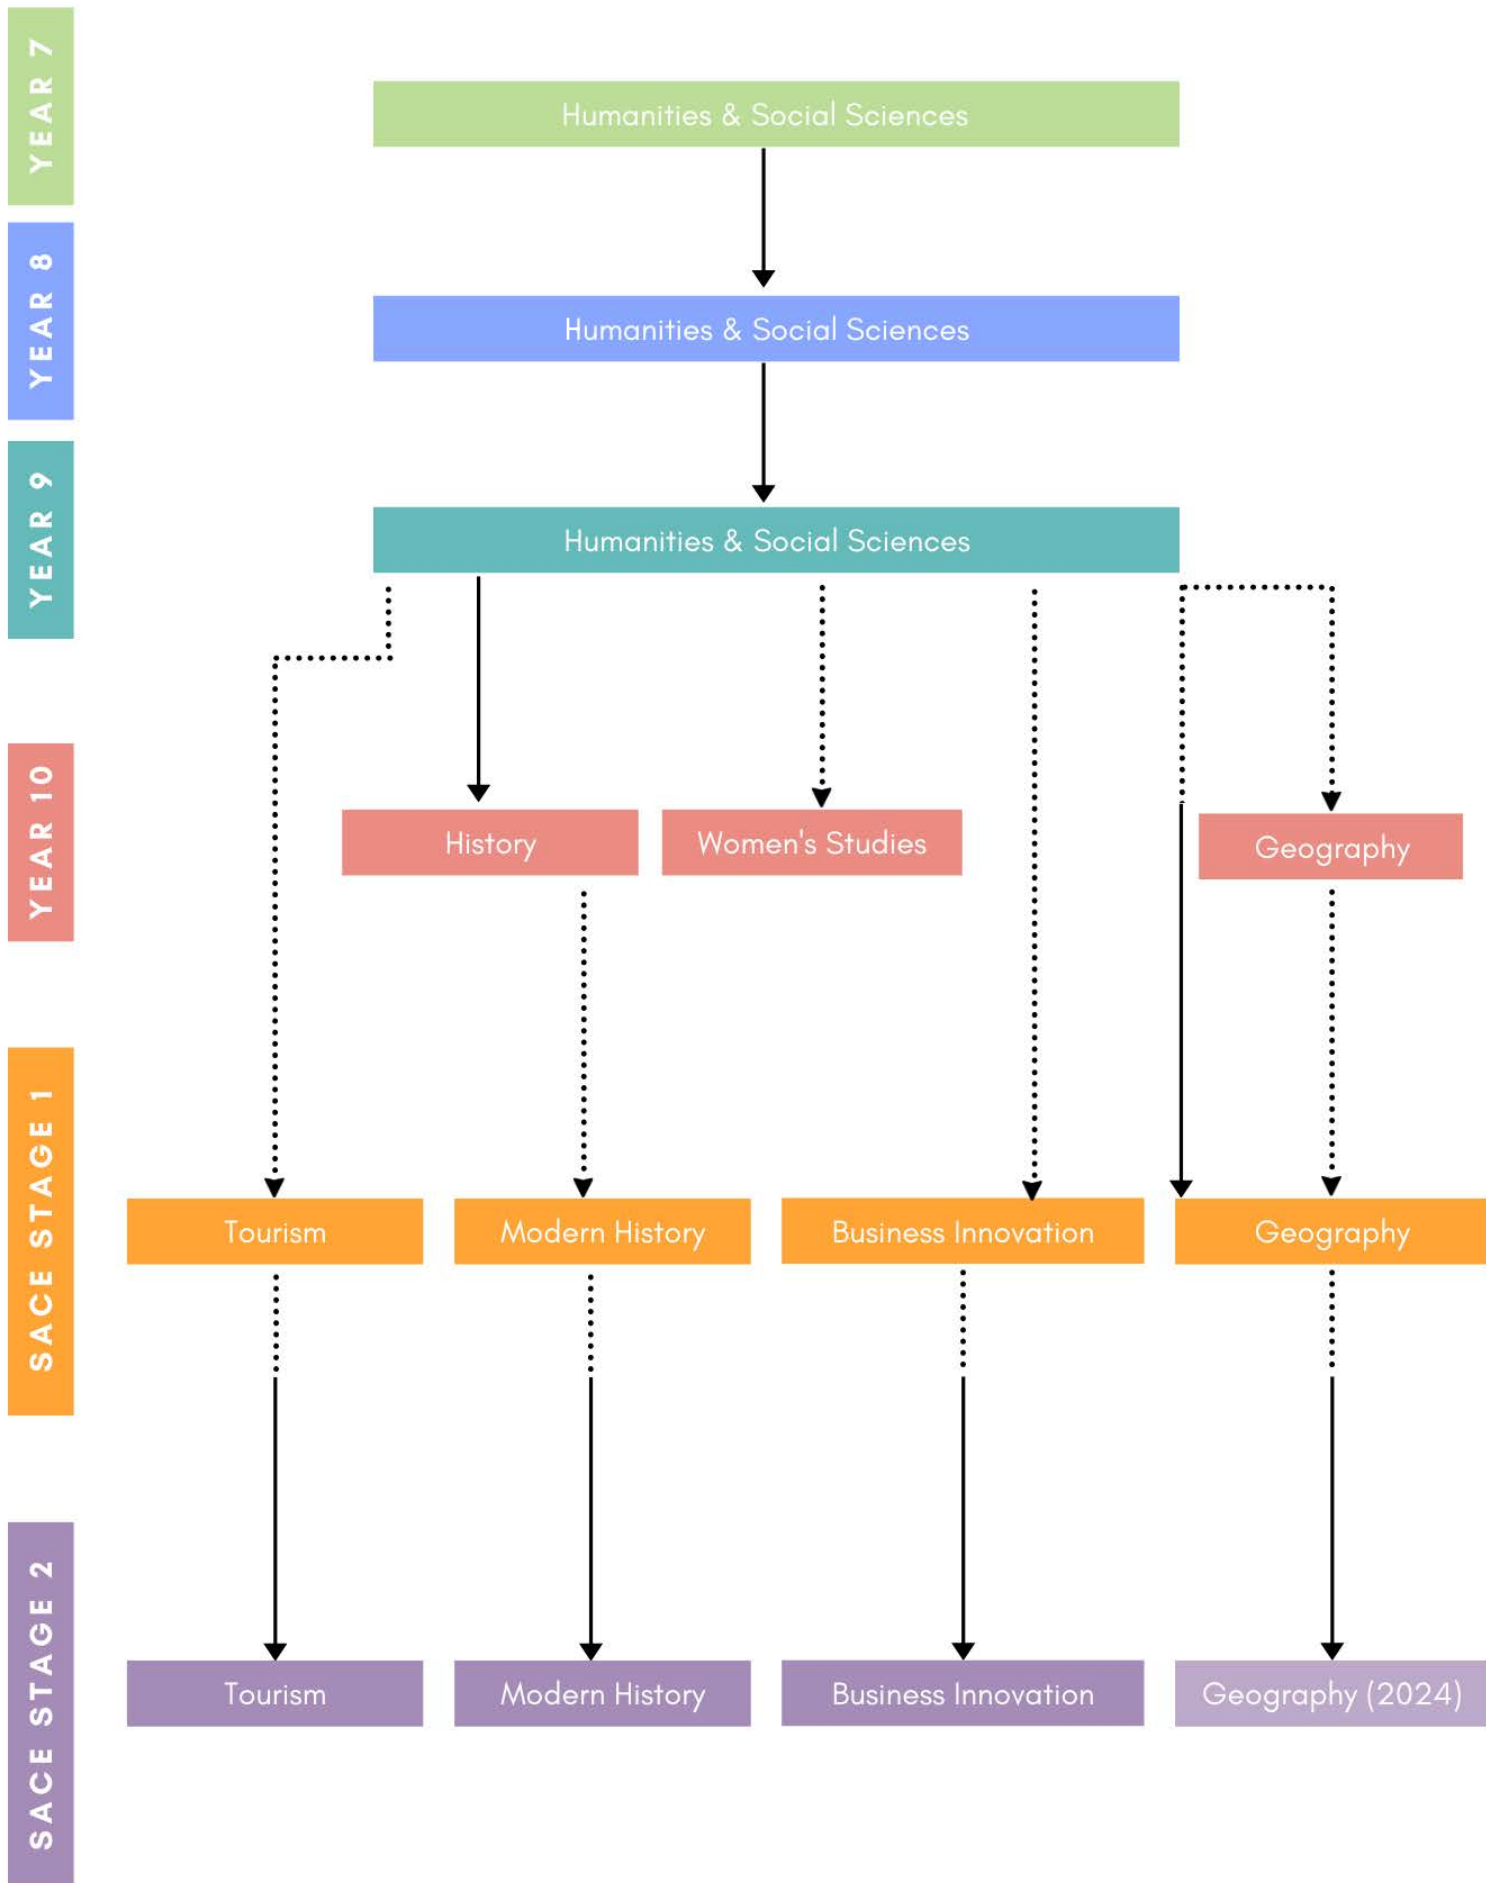 YEAR 7
Humanities & Social Sciences
YEAR 8
Humanities & Social Sciences
YEAR 9
Humanities & Social Sciences
YEAR 10
History
Women's Studies
Geography
SACE STAGE 1
Tourism
Modern History
Business Innovation
Geography
SACE STAGE 2
Tourism
Modern History
Business Innovation
Geography (2024)